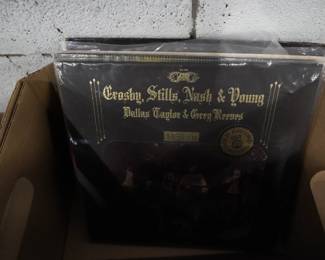 Crosby, Stills, Nash & Young
Dallas Taylor & Greg Reeves